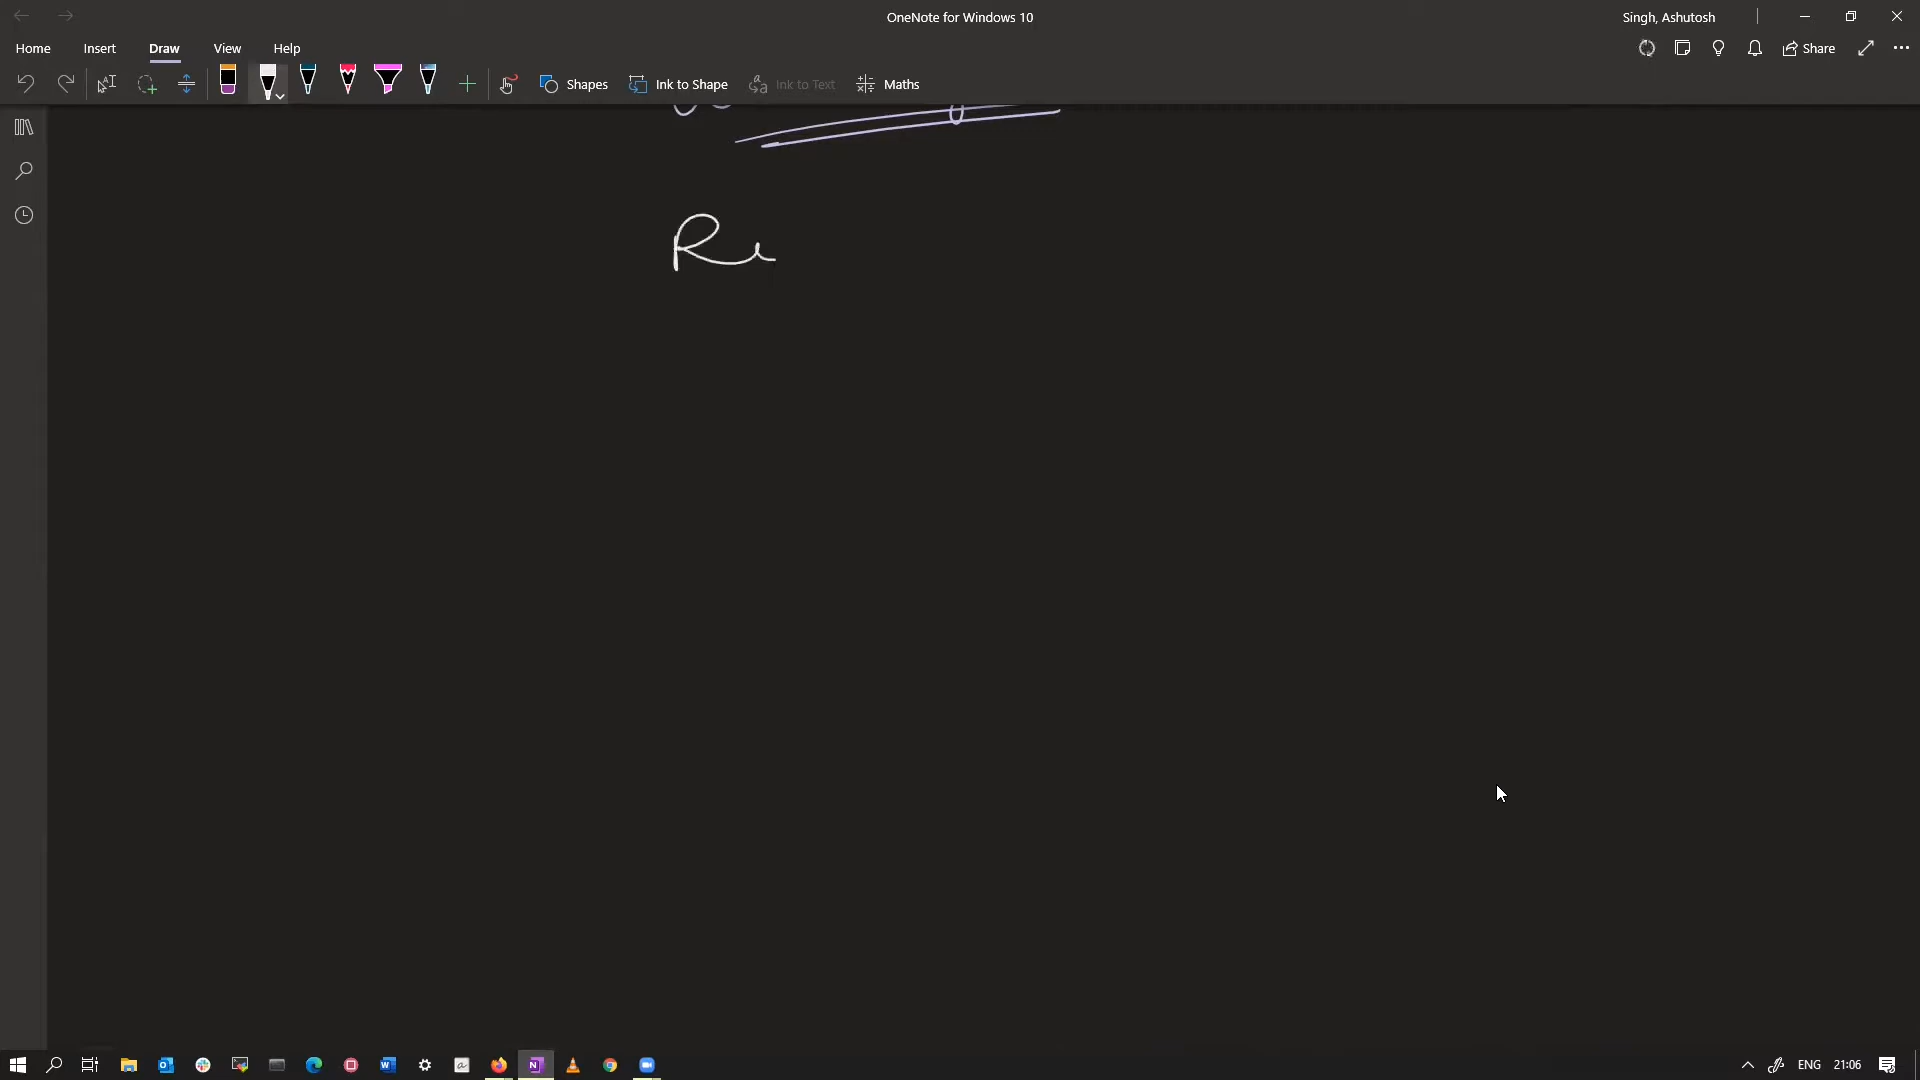 OneNote for Windows 10
Singh, Ashutosh
Home Insert Draw View Help
Share
Shapes Ink to Shape Ink to Text Maths
ENG 21:06